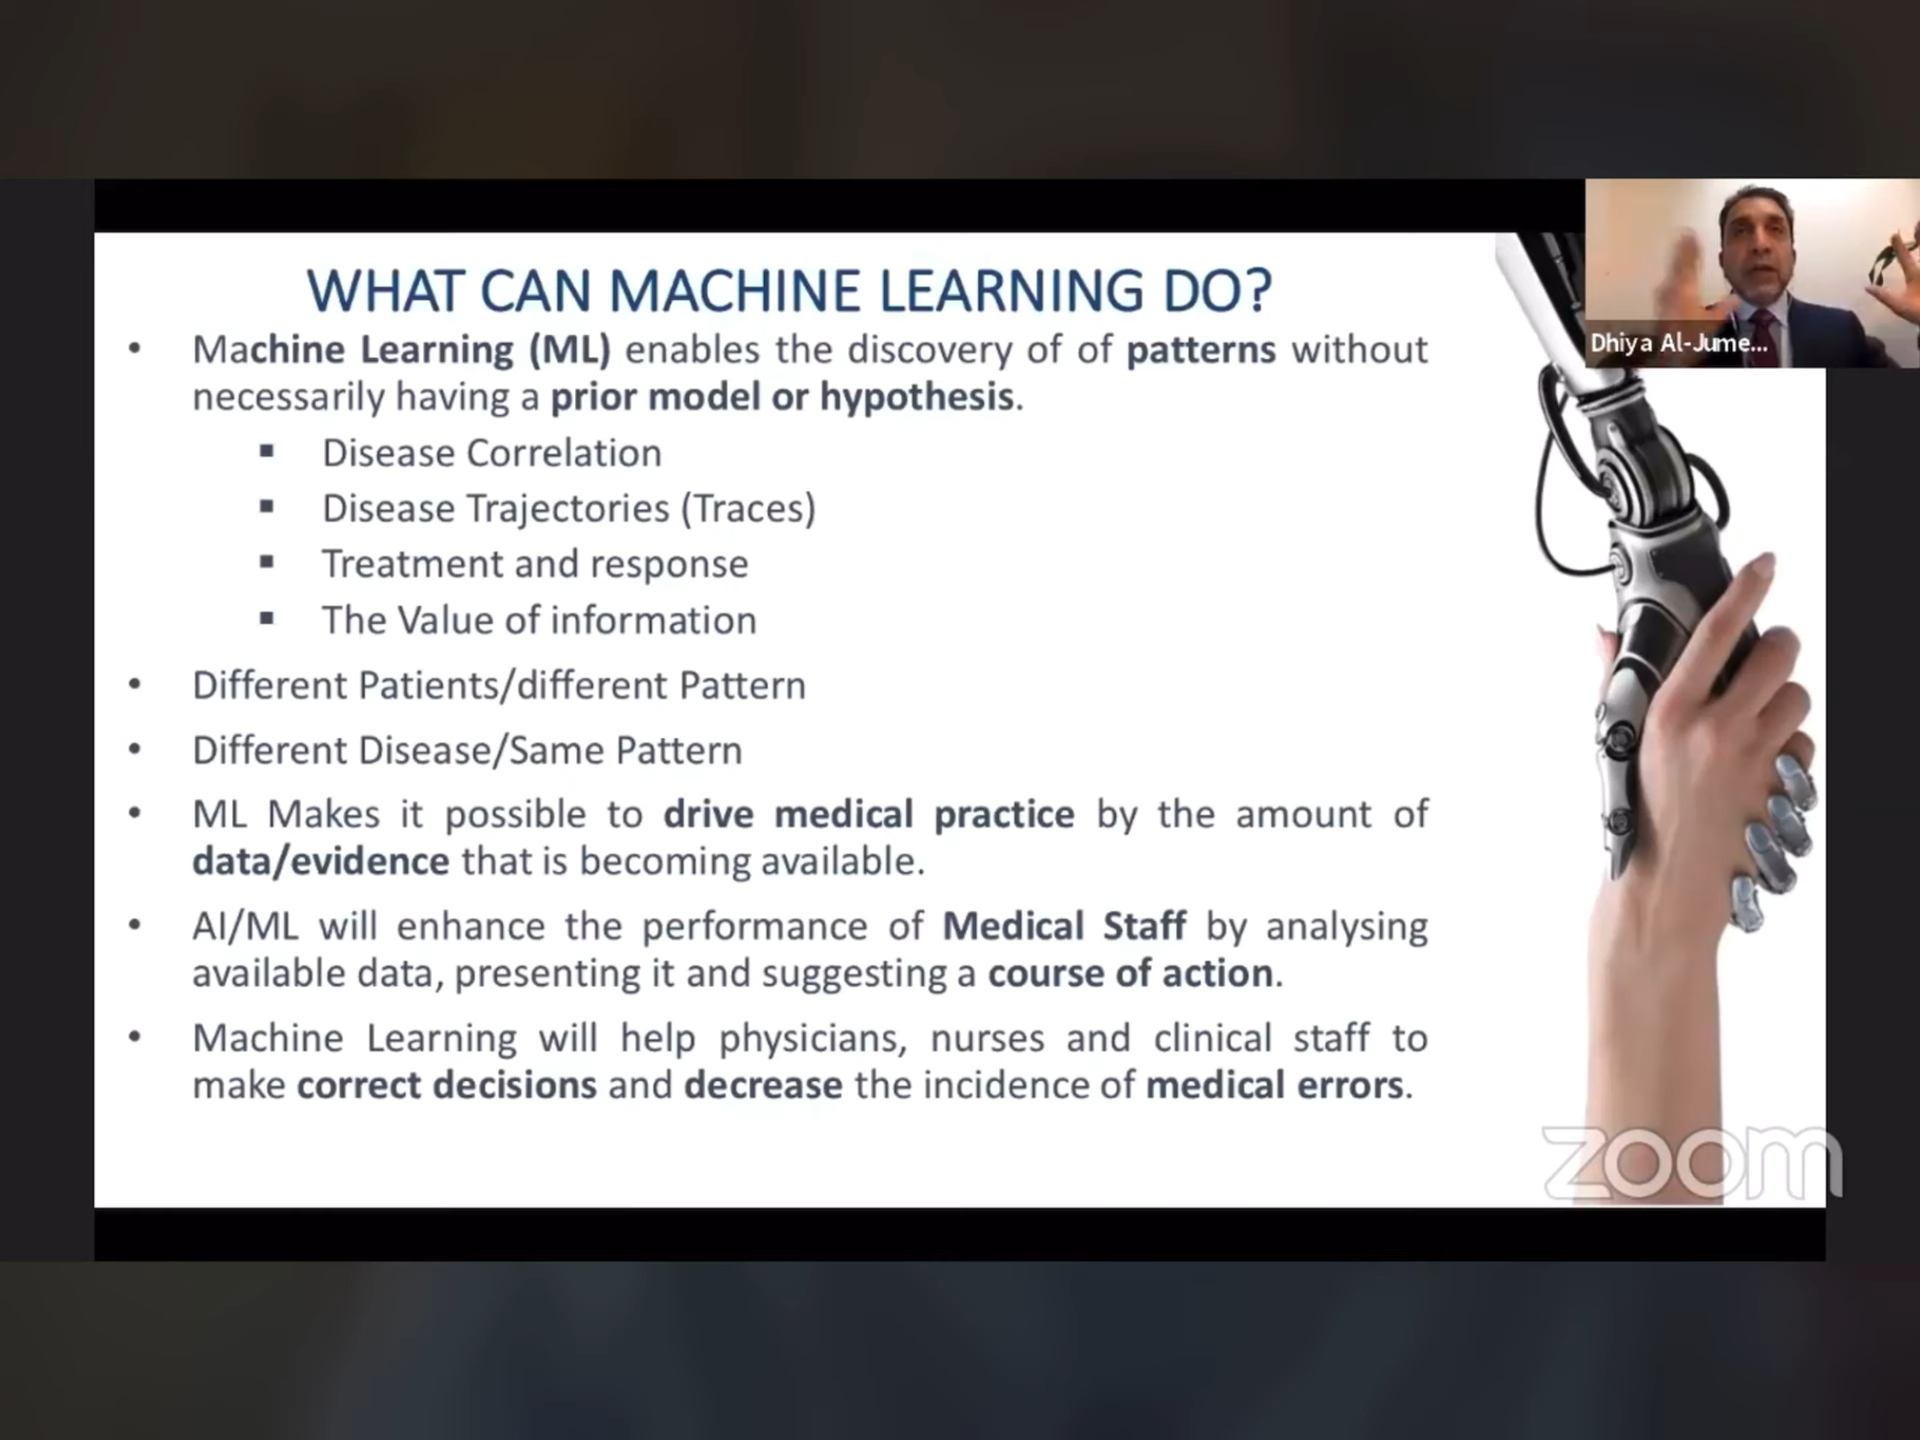 WHAT CAN MACHINE LEARNING DO?
Dhiya Al-Jume...
• Machine Learning (ML) enables the discovery of of patterns without
necessarily having a prior model or hypothesis.
▪ Disease Correlation
▪ Disease Trajectories (Traces)
▪ Treatment and response
▪ The Value of information
• Different Patients/different Pattern
• Different Disease/Same Pattern
• ML Makes it possible to drive medical practice by the amount of
data/evidence that is becoming available.
• AI/ML will enhance the performance of Medical Staff by analysing
available data, presenting it and suggesting a course of action.
• Machine Learning will help physicians, nurses and clinical staff to
make correct decisions and decrease the incidence of medical errors.
zoom